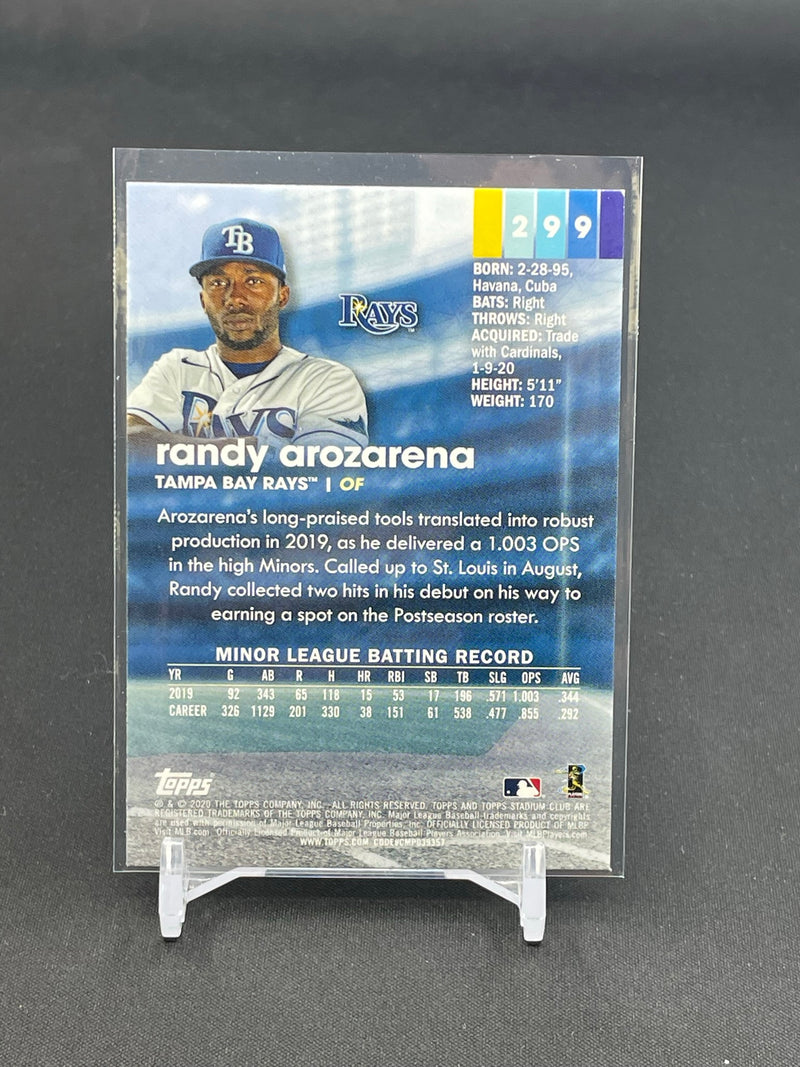 TB
299
RAYS™
RAYS
BORN: 2-28-95,
Havana, Cuba
BATS: Right
THROWS: Right
ACQUIRED: Trade
with Cardinals,
1-9-20
HEIGHT: 5'11"
WEIGHT: 170
randy arozarena
TAMPA BAY RAYS™ | OF
Arozarena's long-praised tools translated into robust
production in 2019, as he delivered a 1.003 OPS
in the high Minors. Called up to St. Louis in August,
Randy collected two hits in his debut on his way to
earning a spot on the Postseason roster.
MINOR LEAGUE BATTING RECORD
YR G AB R H HR RBI SB TB SLG OPS AVG
2019 92 343 65 118 15 53 17 196 .571 1.003 .344
CAREER 326 1129 201 330 38 151 61 538 .477 .855 .292
topps
® & © 2020 THE TOPPS COMPANY, INC. ALL RIGHTS RESERVED. TOPPS AND TOPPS STADIUM CLUB ARE
REGISTERED TRADEMARKS OF THE TOPPS COMPANY, INC. Major League Baseball trademarks and copyrights
are used with permission of Major League Baseball Properties, Inc. OFFICIALLY LICENSED PRODUCT OF MLBP
Visit MLB.com Officially Licensed Product of Major League Baseball Players Association. Visit MLBPlayers.com
WWW.TOPPS.COM CODE#CMP039357